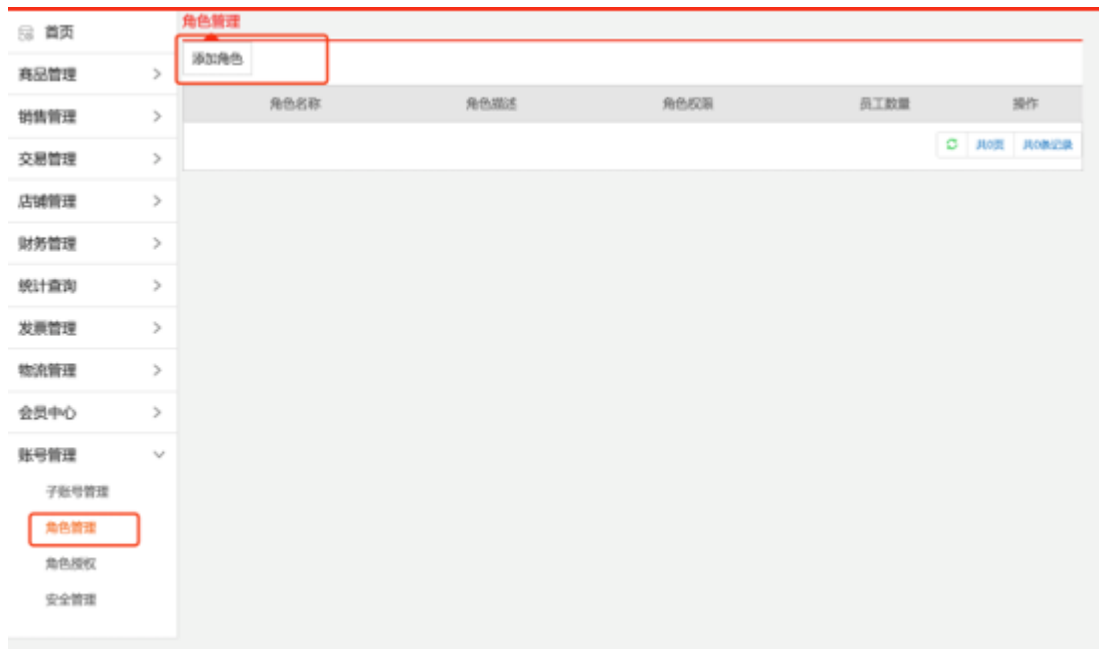 首页
商品管理
销售管理
交易管理
店铺管理
财务管理
统计查询
发票管理
物流管理
会员中心
账号管理
子账号管理
角色管理
角色授权
安全管理
角色管理
添加角色
角色名称 角色描述 角色权限 员工数量 操作
共0页 共0条记录